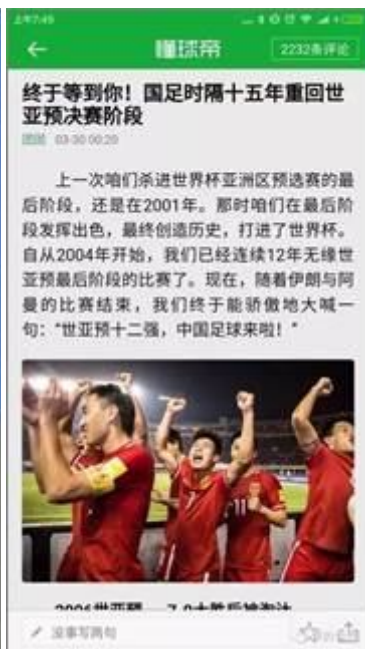 上午7:45
懂球帝
2232条评论
终于等到你！国足时隔十五年重回世
亚预决赛阶段
03-30 00:20
上一次咱们杀进世界杯亚洲区预选赛的最
后阶段，还是在2001年。那时咱们在最后阶
段发挥出色，最终创造历史，打进了世界杯。
自从2004年开始，我们已经连续12年无缘世
亚预最后阶段的比赛了。现在，随着伊朗与阿
曼的比赛结束，我们终于能骄傲地大喊一
句：“世亚预十二强，中国足球来啦！”
7
11
没事写两句